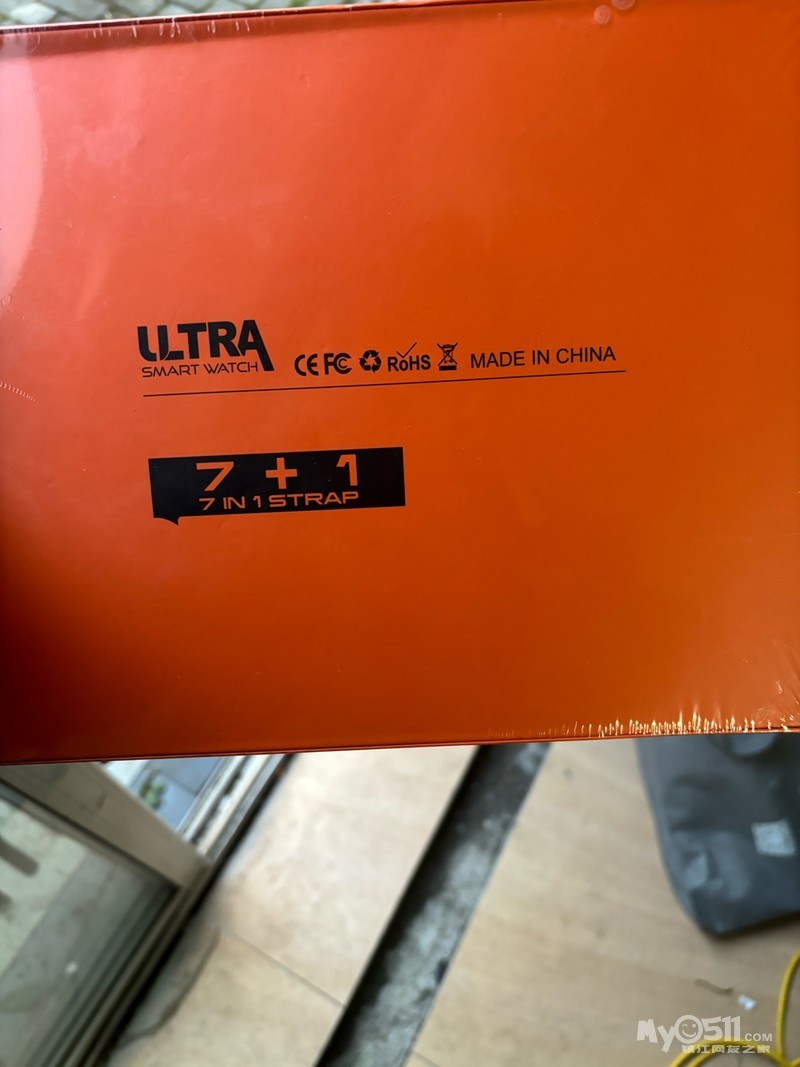 ULTRA
SMART WATCH
CE FC RoHS MADE IN CHINA
7 + 1
7 IN 1 STRAP
MyO511.COM
镇江网友之家